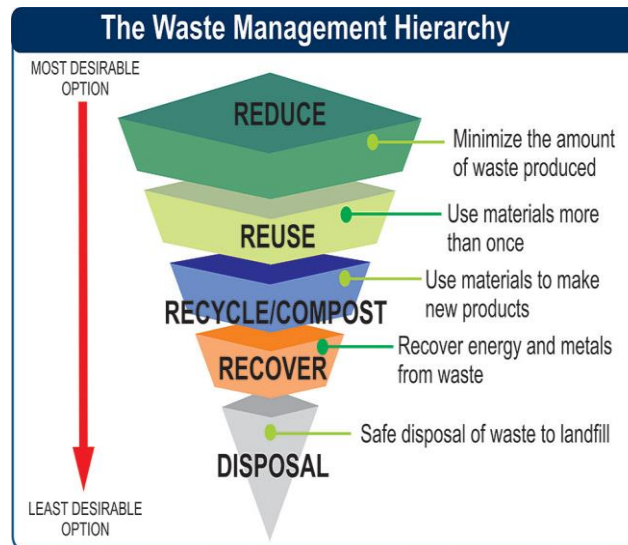 The Waste Management Hierarchy
MOST DESIRABLE
OPTION
REDUCE
Minimize the amount
of waste produced
REUSE
Use materials more
than once
RECYCLE/COMPOST
Use materials to make
new products
RECOVER
Recover energy and metals
from waste
DISPOSAL
Safe disposal of waste to landfill
LEAST DESIRABLE
OPTION